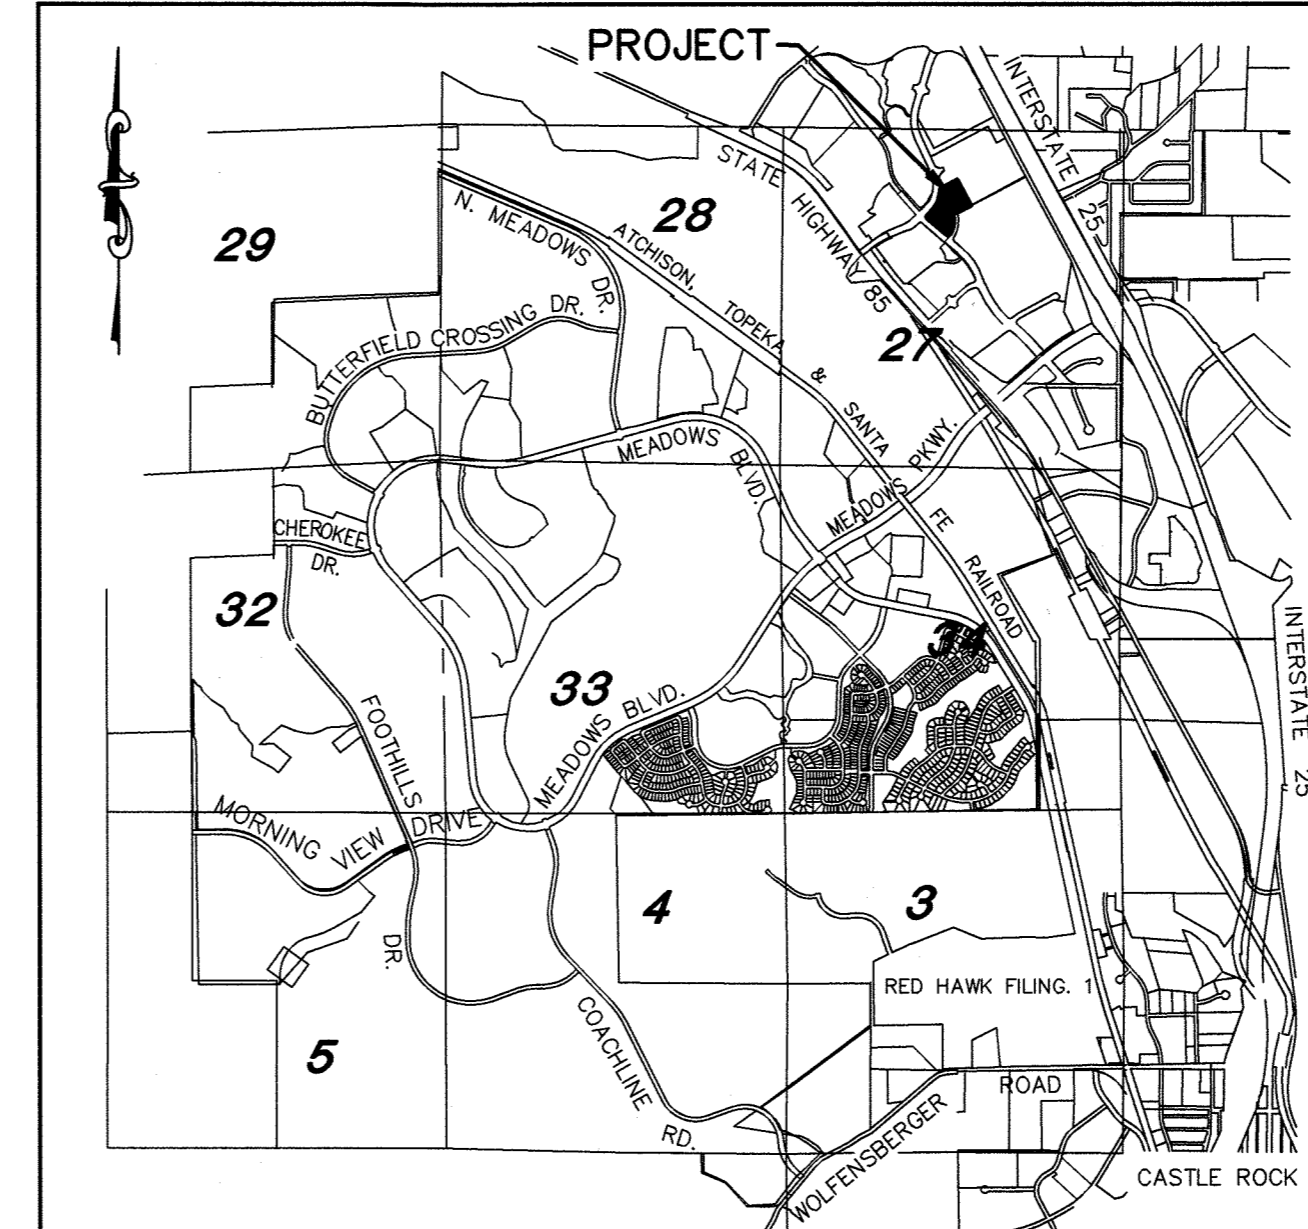 PROJECT
INTERSTATE 25
STATE HIGHWAY 85
28
29
N. MEADOWS DR.
ATCHISON, TOPEKA & SANTA FE RAILROAD
BUTTERFIELD CROSSING DR.
27
MEADOWS BLVD.
MEADOWS PKWY.
CHEROKEE DR.
32
34
33
MEADOWS BLVD.
INTERSTATE 25
FOOTHILLS DR.
MORNING VIEW DRIVE
4
3
RED HAWK FILING. 1
5
COACHLINE RD.
WOLFENSBERGER ROAD
CASTLE ROCK